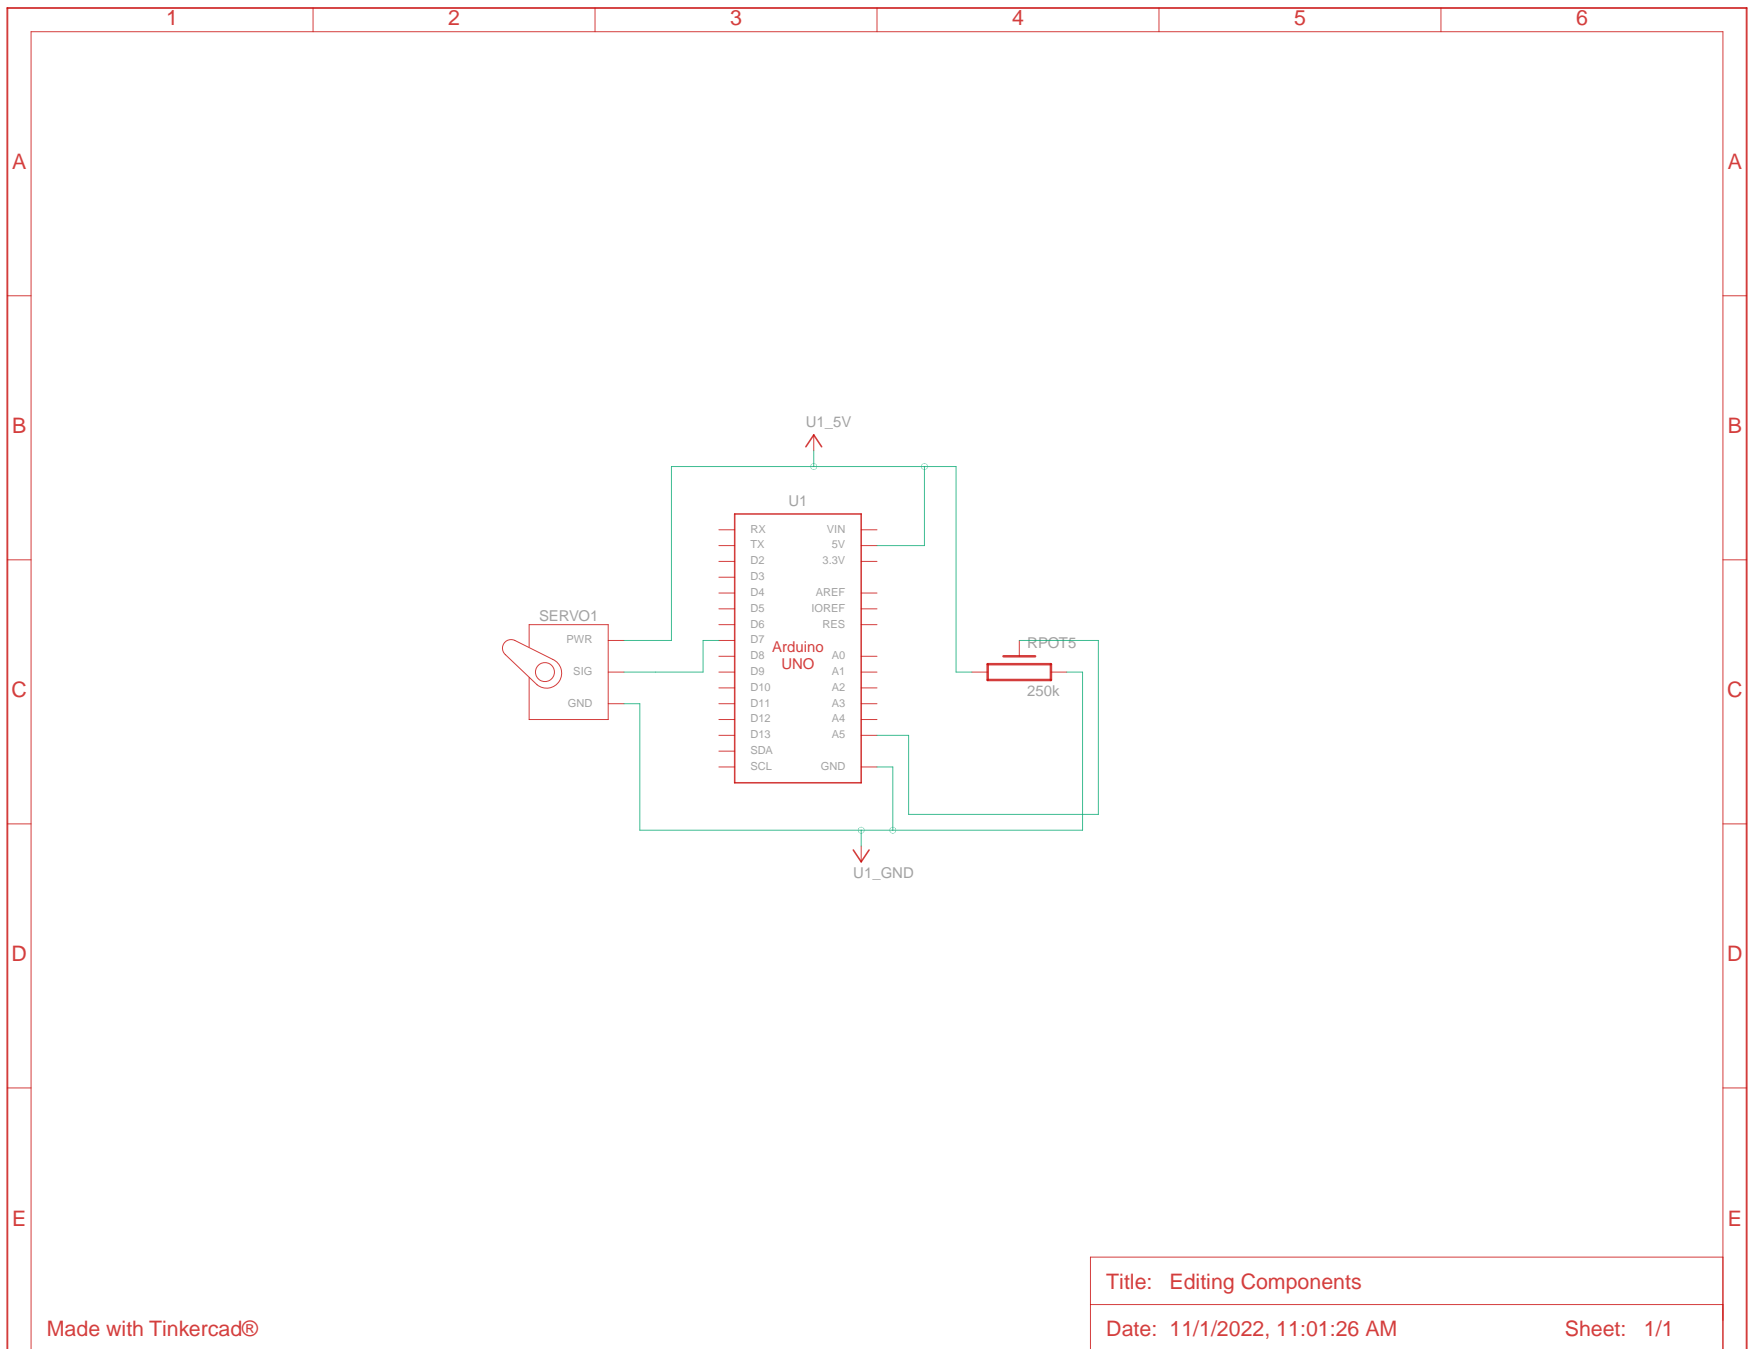 1 2 3 4 5 6
A A
B B
U1_5V
U1
RX VIN
TX 5V
D2 3.3V
D3
D4 AREF
D5 IOREF
D6 RES
D7
D8 A0
D9 A1
D10 A2
D11 A3
D12 A4
D13 A5
SDA
SCL GND
Arduino
UNO
SERVO1
PWR
SIG
GND
RPOT5
250k
C C
U1_GND
D D
E E
Title: Editing Components
Made with Tinkercad®
Date: 11/1/2022, 11:01:26 AM Sheet: 1/1